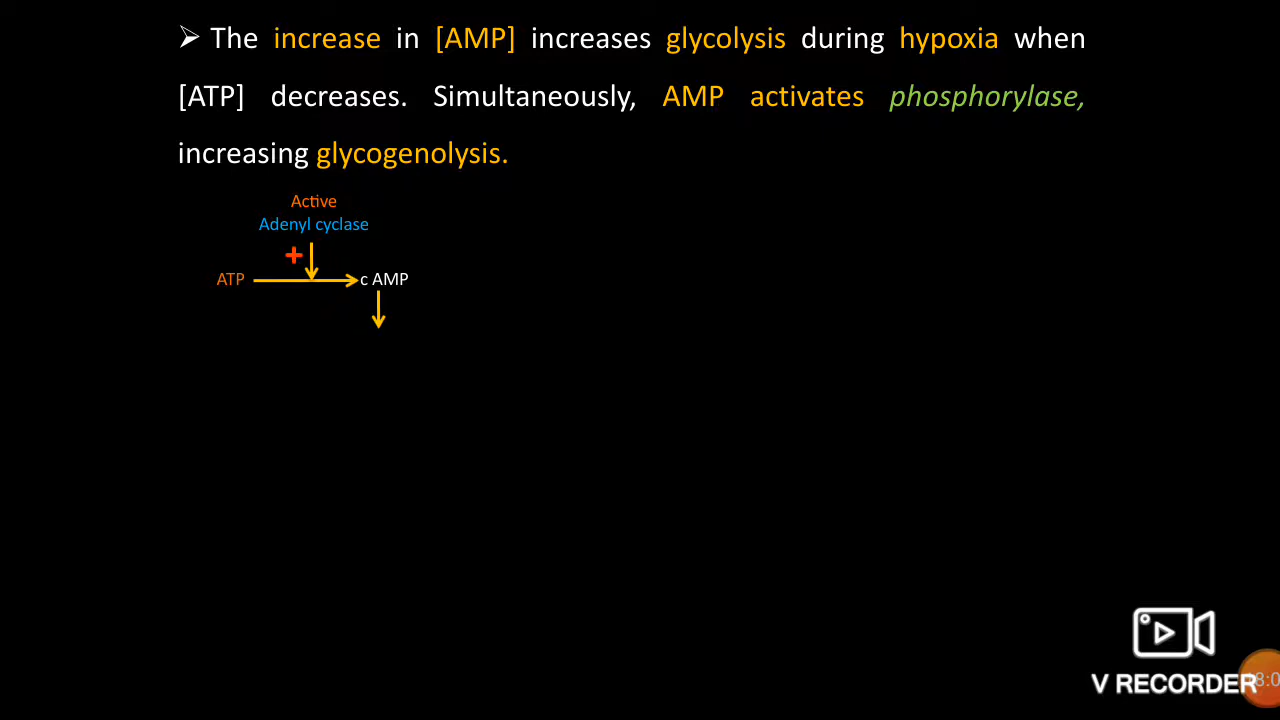 ➢ The increase in [AMP] increases glycolysis during hypoxia when
[ATP] decreases. Simultaneously, AMP activates phosphorylase,
increasing glycogenolysis.
Active
Adenyl cyclase
+
ATP c AMP
V RECORDER